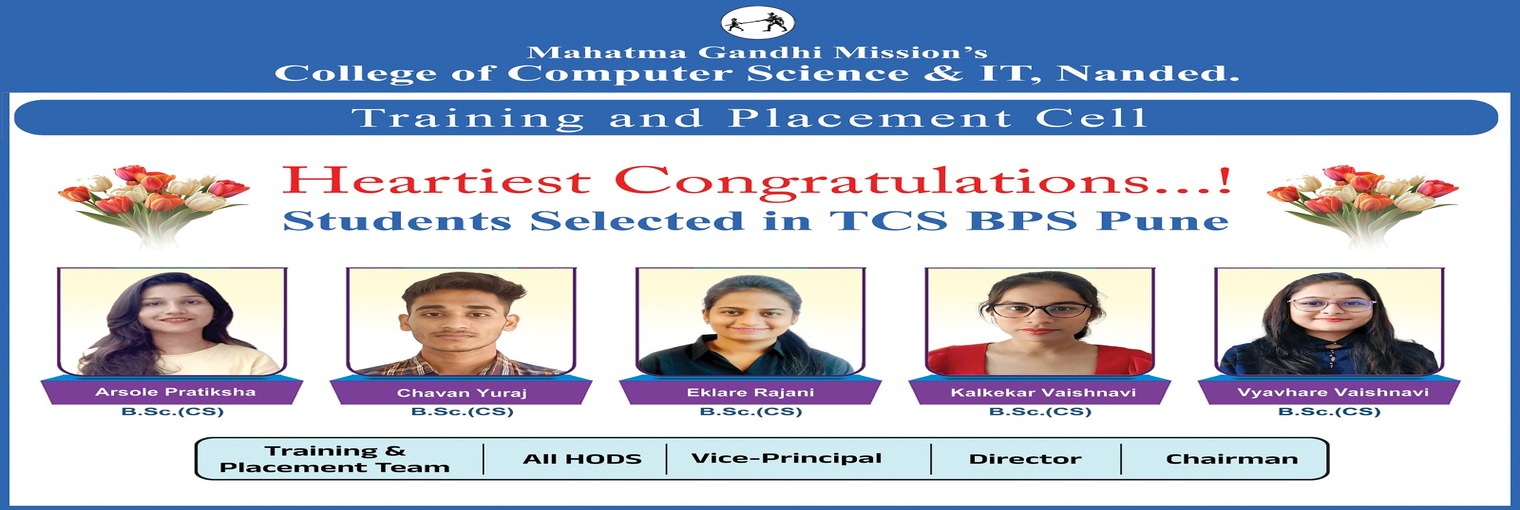 Mahatma Gandhi Mission's
College of Computer Science & IT, Nanded.
Training and Placement Cell
Heartiest Congratulations...!
Students Selected in TCS BPS Pune
Arsole Pratiksha
B.Sc.(CS)
Chavan Yuraj
B.Sc.(CS)
Eklare Rajani
B.Sc.(CS)
Kalkekar Vaishnavi
B.Sc.(CS)
Vyavhare Vaishnavi
B.Sc.(CS)
Training &
Placement Team
All HODS
Vice-Principal
Director
Chairman